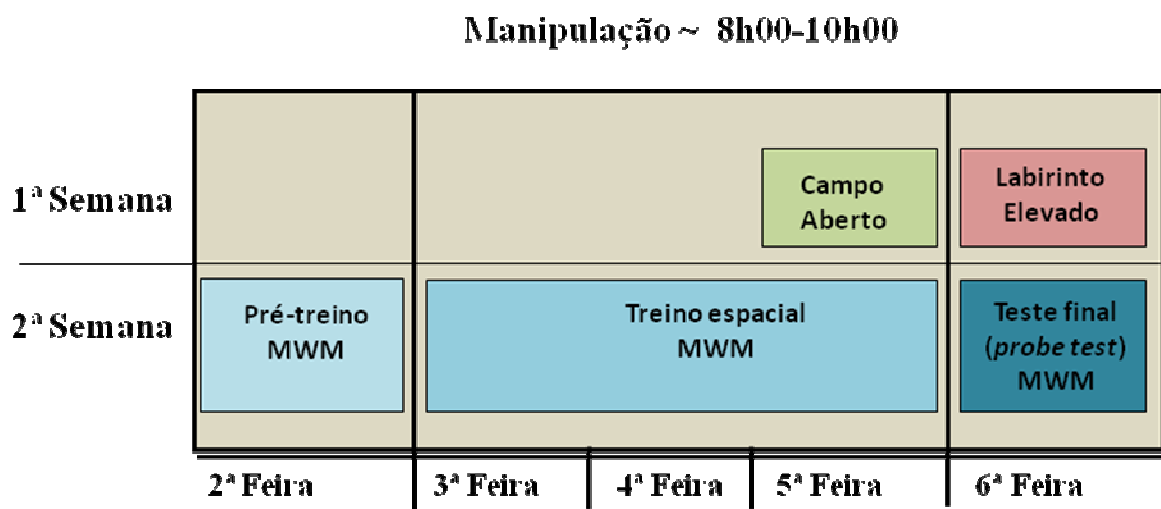 Manipulação ~ 8h00-10h00
1ª Semana
Campo
Aberto
Labirinto
Elevado
2ª Semana
Pré-treino
MWM
Treino espacial
MWM
Teste final
(probe test)
MWM
2ª Feira
3ª Feira
4ª Feira
5ª Feira
6ª Feira